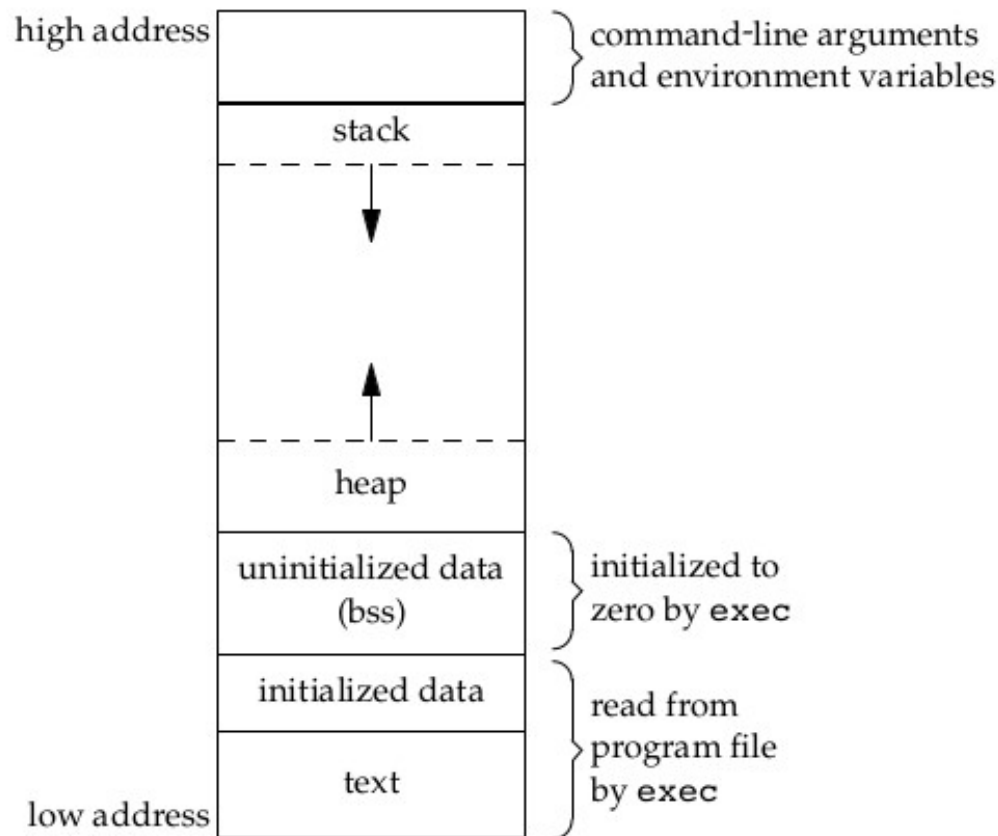 high address
command-line arguments
and environment variables
stack
heap
uninitialized data
(bss)
initialized to
zero by exec
initialized data
read from
program file
by exec
text
low address